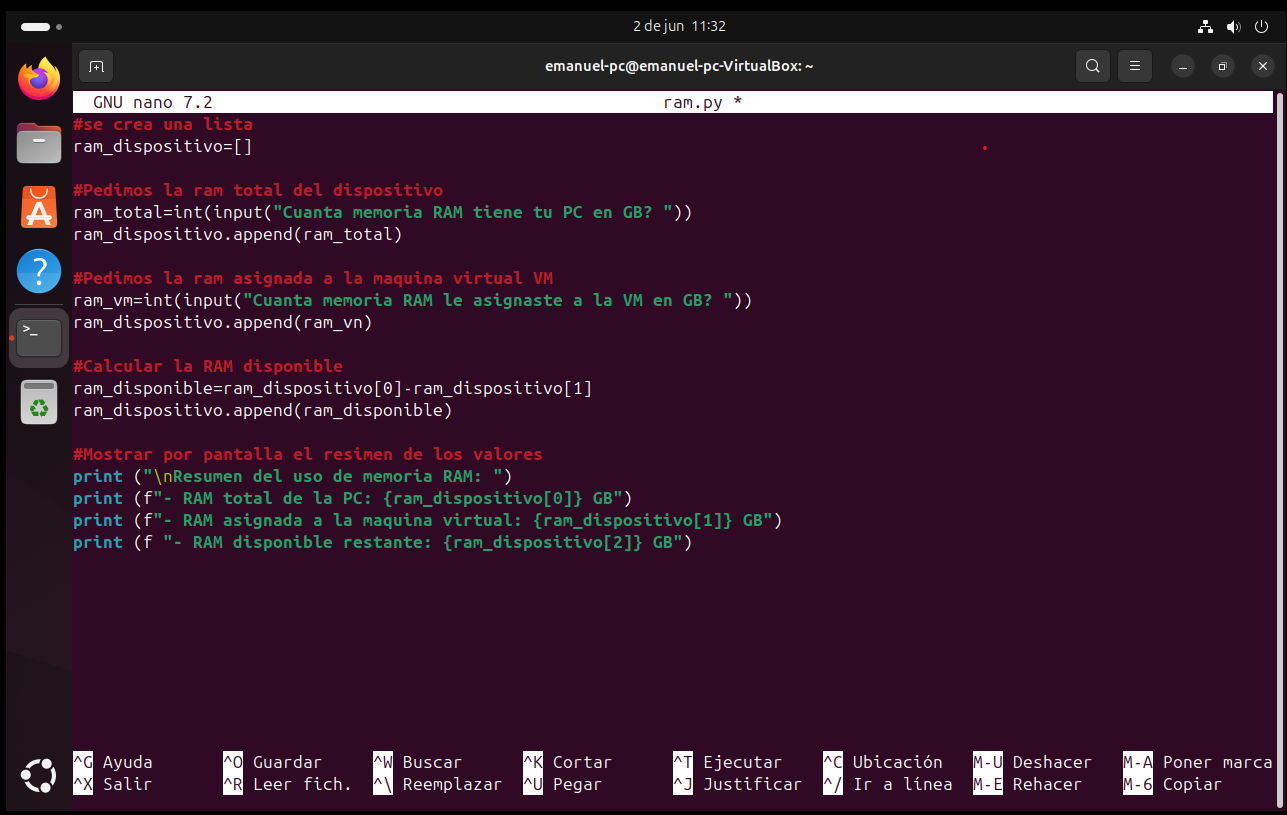 2 de jun 11:32
emanuel-pc@emanuel-pc-VirtualBox: ~
GNU nano 7.2 ram.py *
#se crea una lista
ram_dispositivo=[]
#Pedimos la ram total del dispositivo
ram_total=int(input("Cuanta memoria RAM tiene tu PC en GB? "))
ram_dispositivo.append(ram_total)
#Pedimos la ram asignada a la maquina virtual VM
ram_vm=int(input("Cuanta memoria RAM le asignaste a la VM en GB? "))
ram_dispositivo.append(ram_vn)
#Calcular la RAM disponible
ram_disponible=ram_dispositivo[0]-ram_dispositivo[1]
ram_dispositivo.append(ram_disponible)
#Mostrar por pantalla el resimen de los valores
print ("\nResumen del uso de memoria RAM: ")
print (f"- RAM total de la PC: {ram_dispositivo[0]} GB")
print (f"- RAM asignada a la maquina virtual: {ram_dispositivo[1]} GB")
print (f "- RAM disponible restante: {ram_dispositivo[2]} GB")
^G Ayuda ^O Guardar ^W Buscar ^K Cortar ^T Ejecutar ^C Ubicación M-U Deshacer M-A Poner marca
^X Salir ^R Leer fich. ^\ Reemplazar ^U Pegar ^J Justificar ^/ Ir a línea M-E Rehacer M-6 Copiar